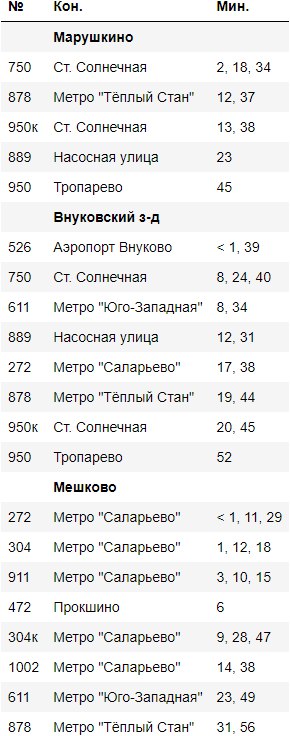 № Кон. Мин.
Марушкино
750 Ст. Солнечная 2, 18, 34
878 Метро "Тёплый Стан" 12, 37
950к Ст. Солнечная 13, 38
889 Насосная улица 23
950 Тропарево 45
Внуковский з-д
526 Аэропорт Внуково < 1, 39
750 Ст. Солнечная 8, 24, 40
611 Метро "Юго-Западная" 8, 34
889 Насосная улица 12, 31
272 Метро "Саларьево" 17, 38
878 Метро "Тёплый Стан" 19, 44
950к Ст. Солнечная 20, 45
950 Тропарево 52
Мешково
272 Метро "Саларьево" < 1, 11, 29
304 Метро "Саларьево" 1, 12, 18
911 Метро "Саларьево" 3, 10, 15
472 Прокшино 6
304к Метро "Саларьево" 9, 28, 47
1002 Метро "Саларьево" 14, 38
611 Метро "Юго-Западная" 23, 49
878 Метро "Тёплый Стан" 31, 56